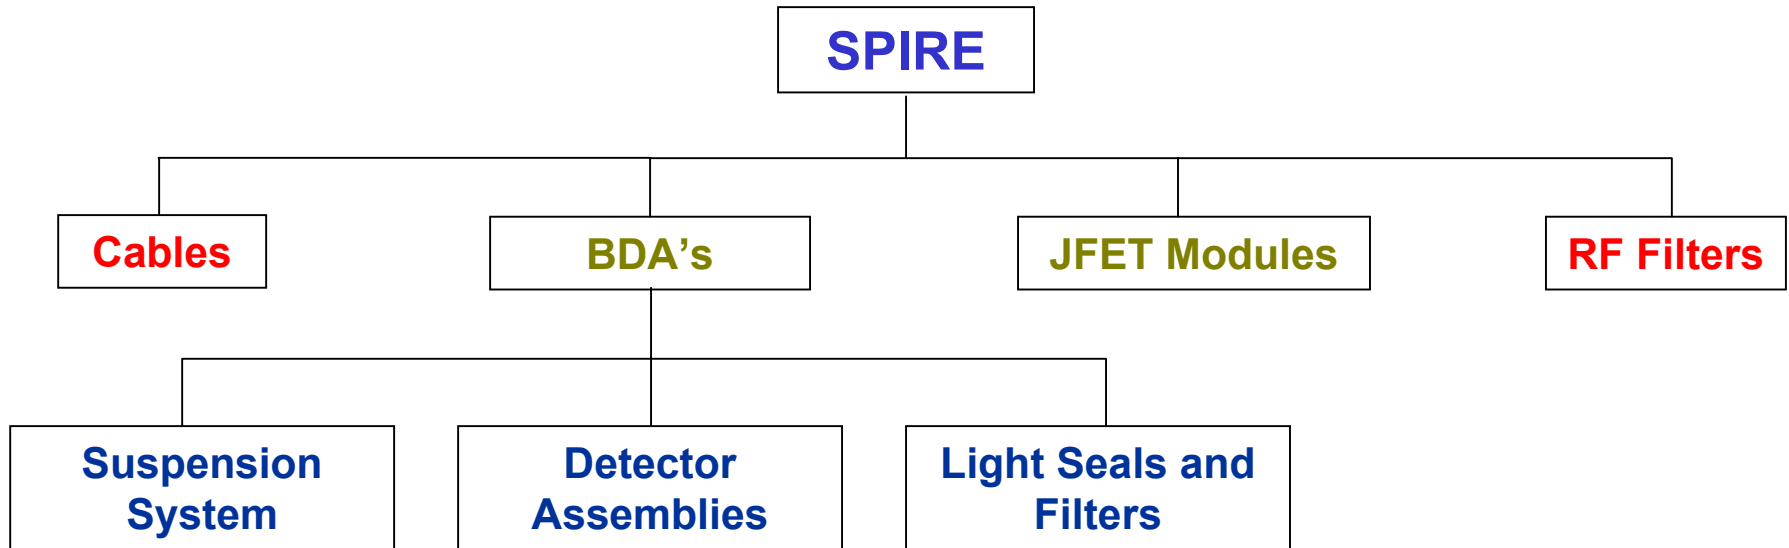 SPIRE
Cables
BDA’s
JFET Modules
RF Filters
Suspension
System
Detector
Assemblies
Light Seals and
Filters